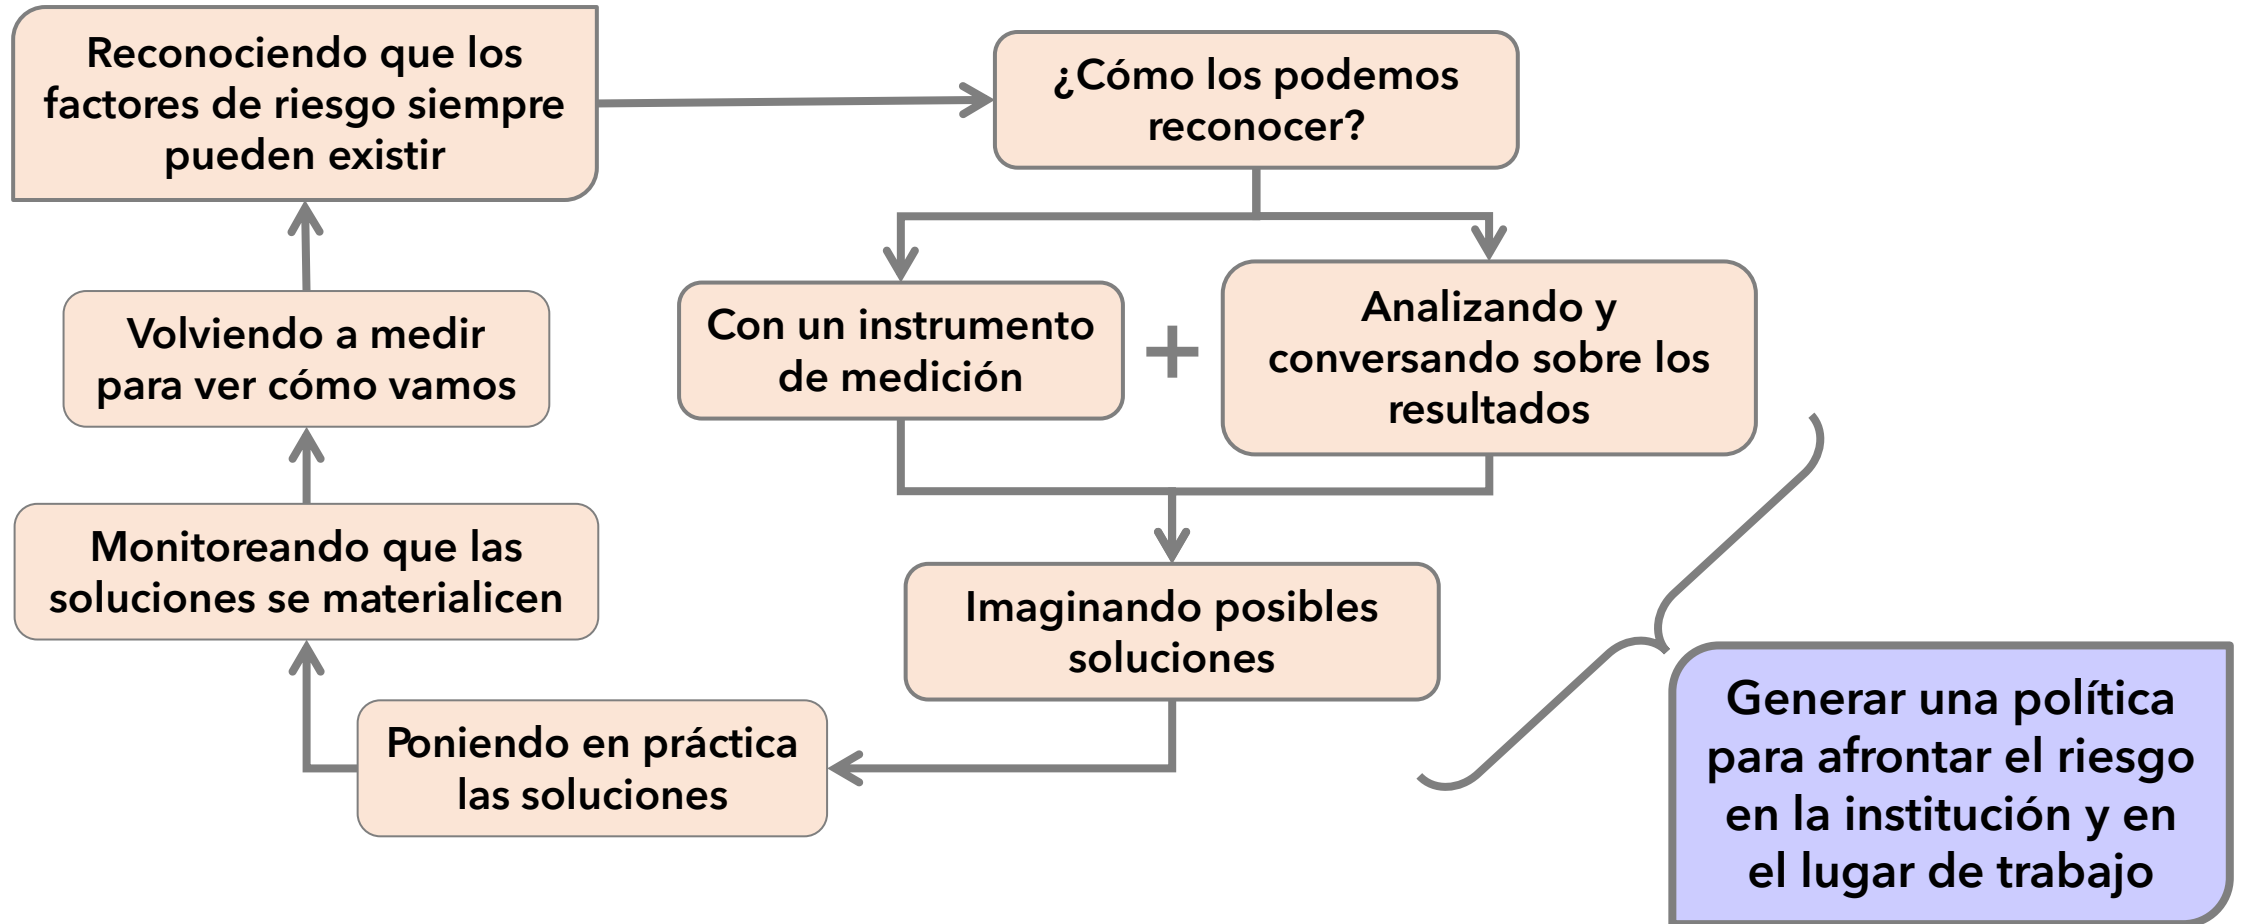 Reconociendo que los
factores de riesgo siempre
pueden existir
¿Cómo los podemos
reconocer?
Con un instrumento
de medición
+
Analizando y
conversando sobre los
resultados
Imaginando posibles
soluciones
Poniendo en práctica
las soluciones
Monitoreando que las
soluciones se materialicen
Volviendo a medir
para ver cómo vamos
Generar una política
para afrontar el riesgo
en la institución y en
el lugar de trabajo